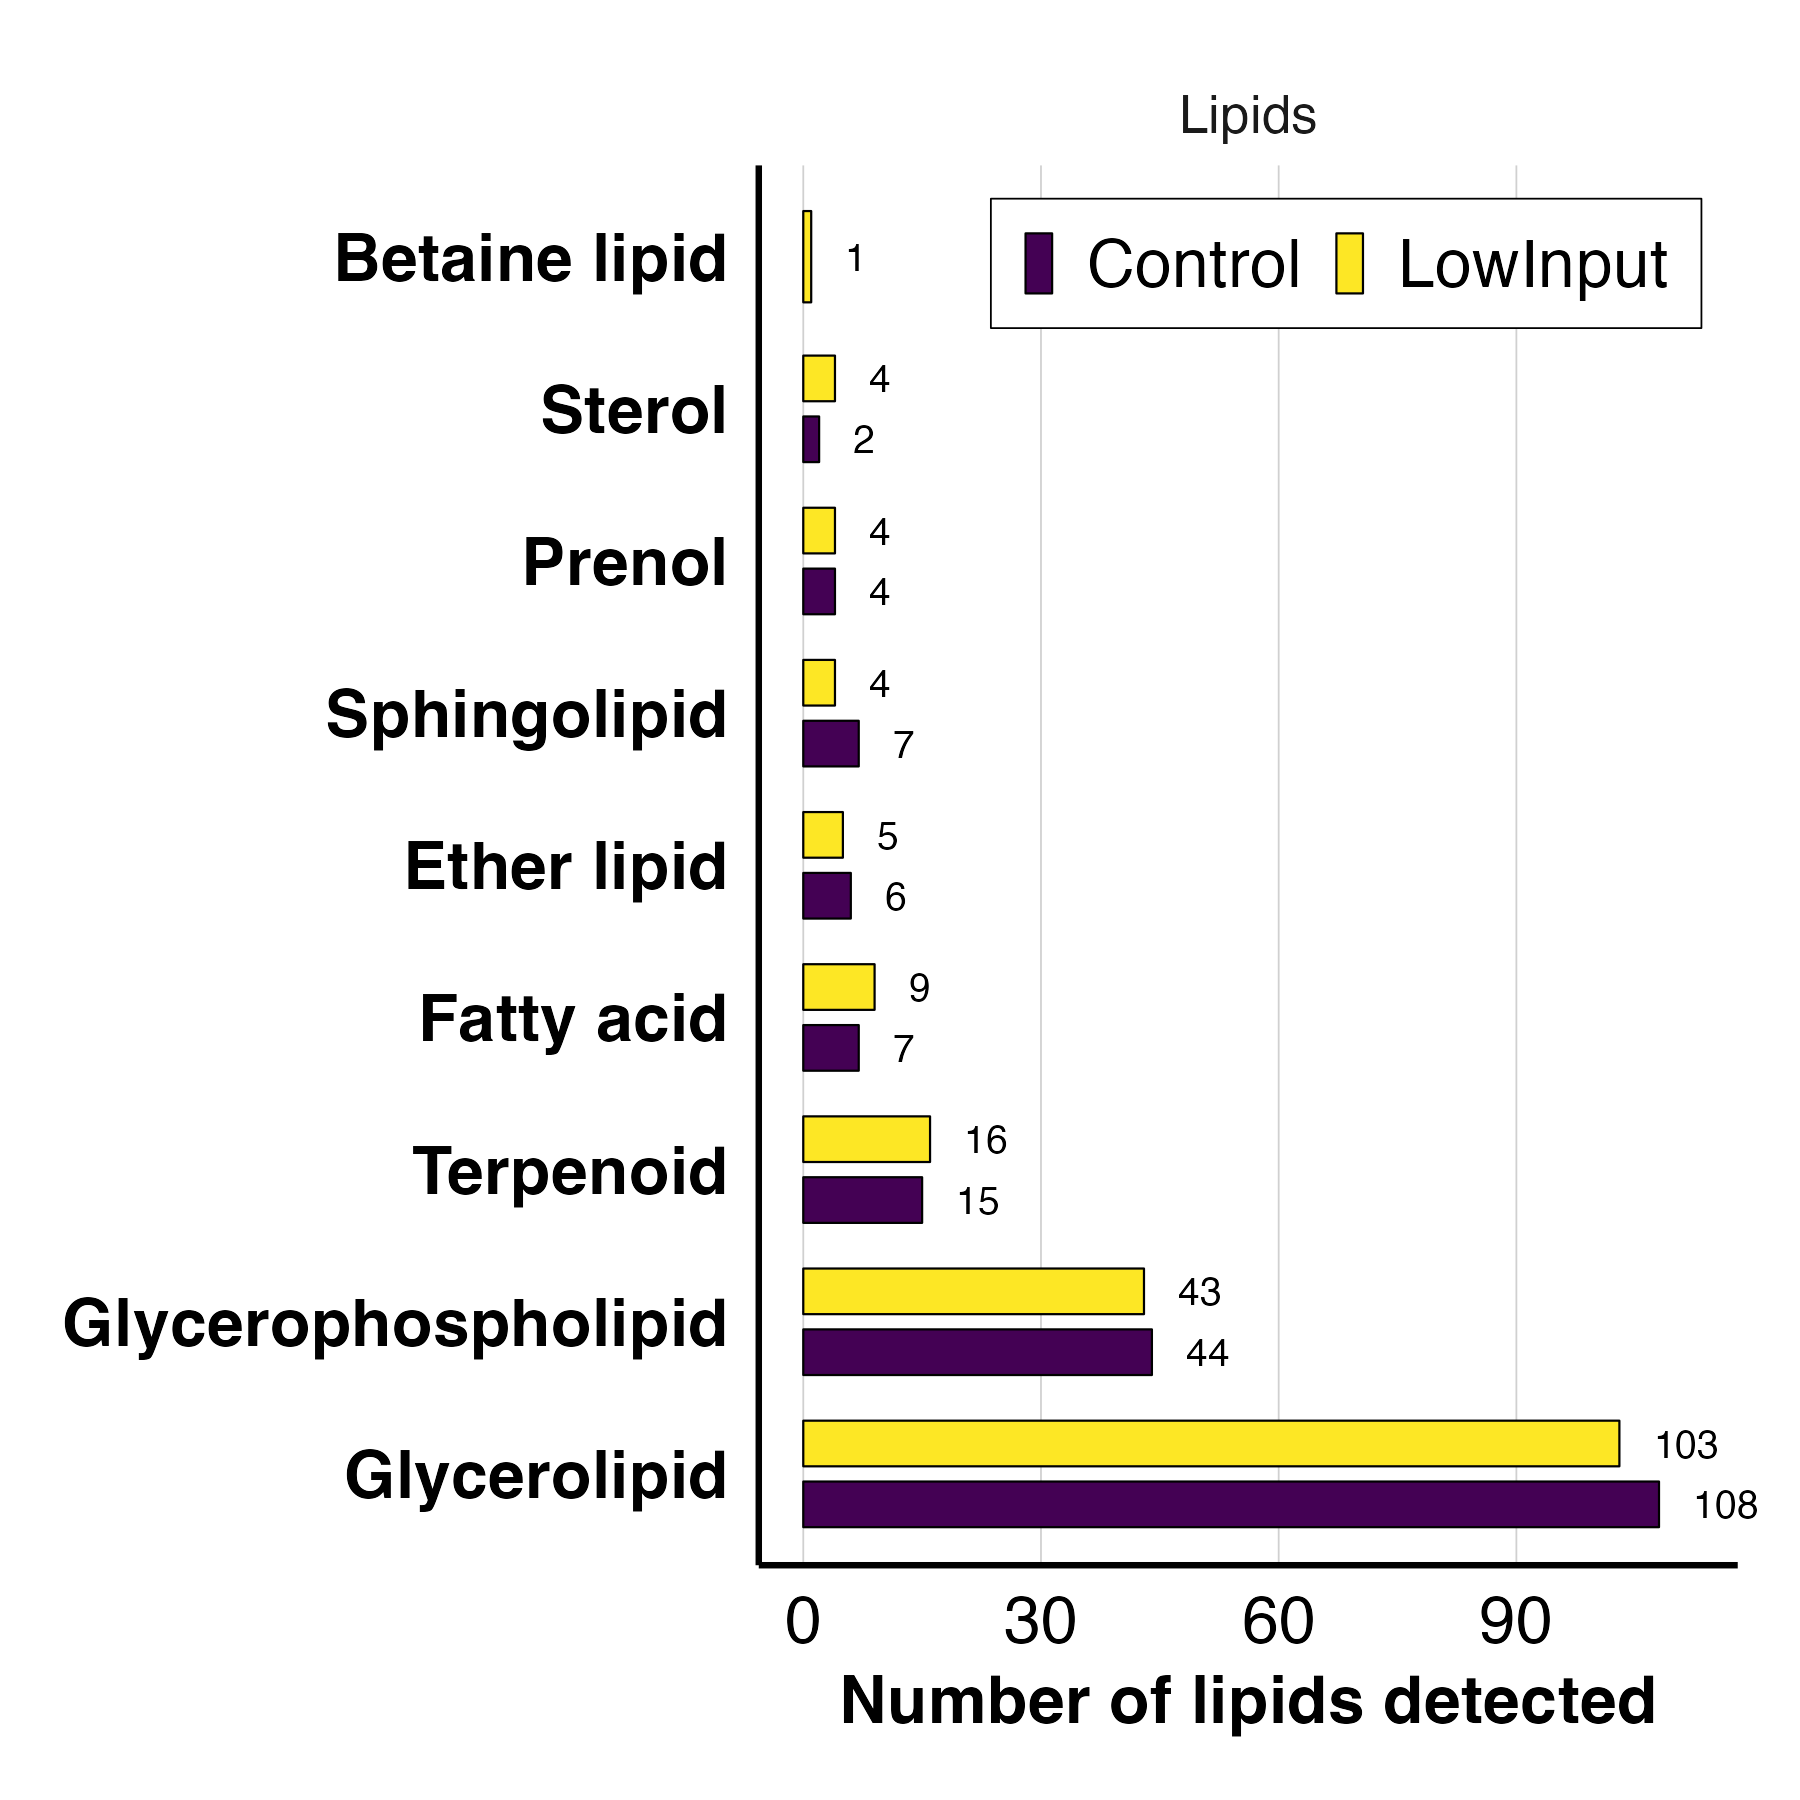 Lipids
Control LowInput
Betaine lipid 1
4
Sterol
2
4
Prenol
4
4
Sphingolipid
7
5
Ether lipid
6
9
Fatty acid
7
16
Terpenoid
15
43
Glycerophospholipid
44
103
Glycerolipid
108
0 30 60 90
Number of lipids detected